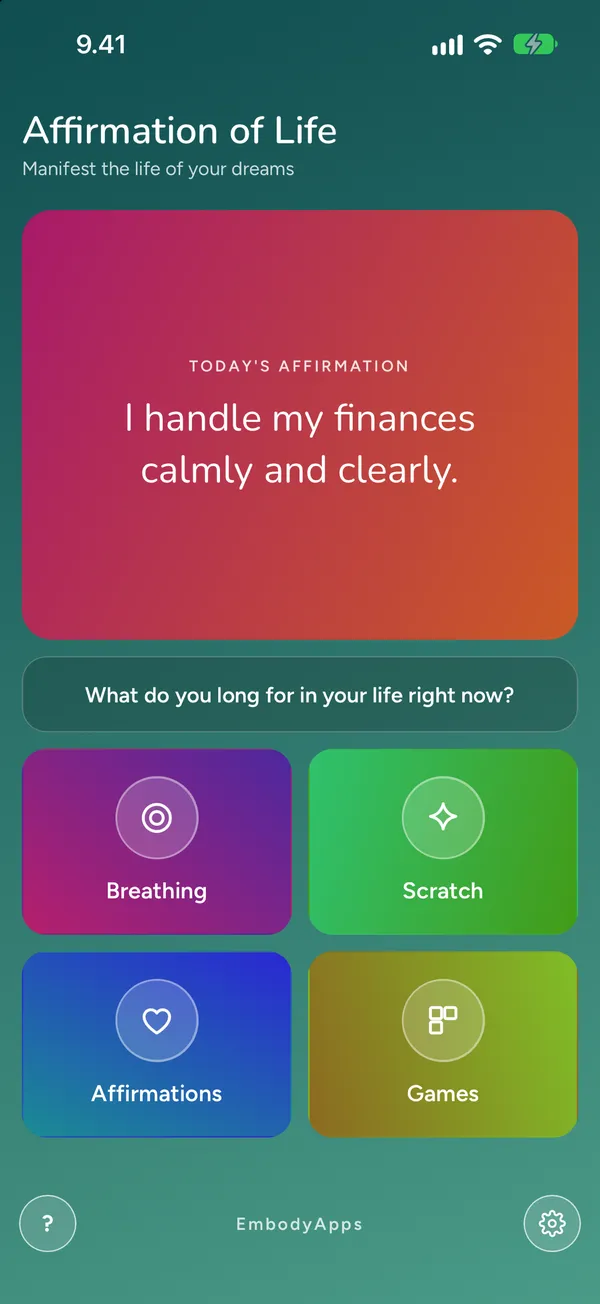 9.41
Affirmation of Life
Manifest the life of your dreams
TODAY'S AFFIRMATION
I handle my finances
calmly and clearly.
What do you long for in your life right now?
Breathing
Scratch
Affirmations
Games
?
EmbodyApps